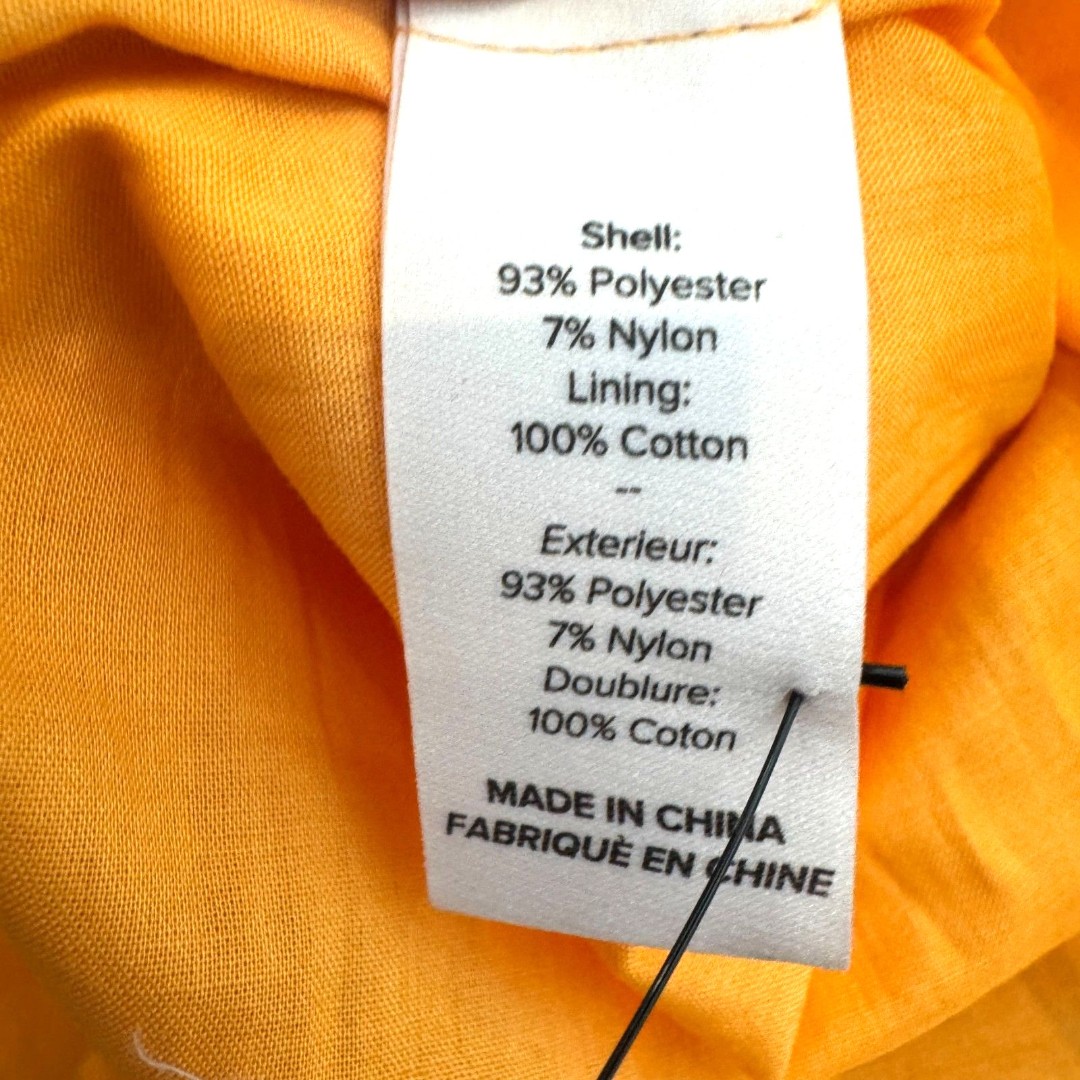 Shell:
93% Polyester
7% Nylon
Lining:
100% Cotton
--
Exterieur:
93% Polyester
7% Nylon
Doublure:
100% Coton
MADE IN CHINA
FABRIQUÈ EN CHINE